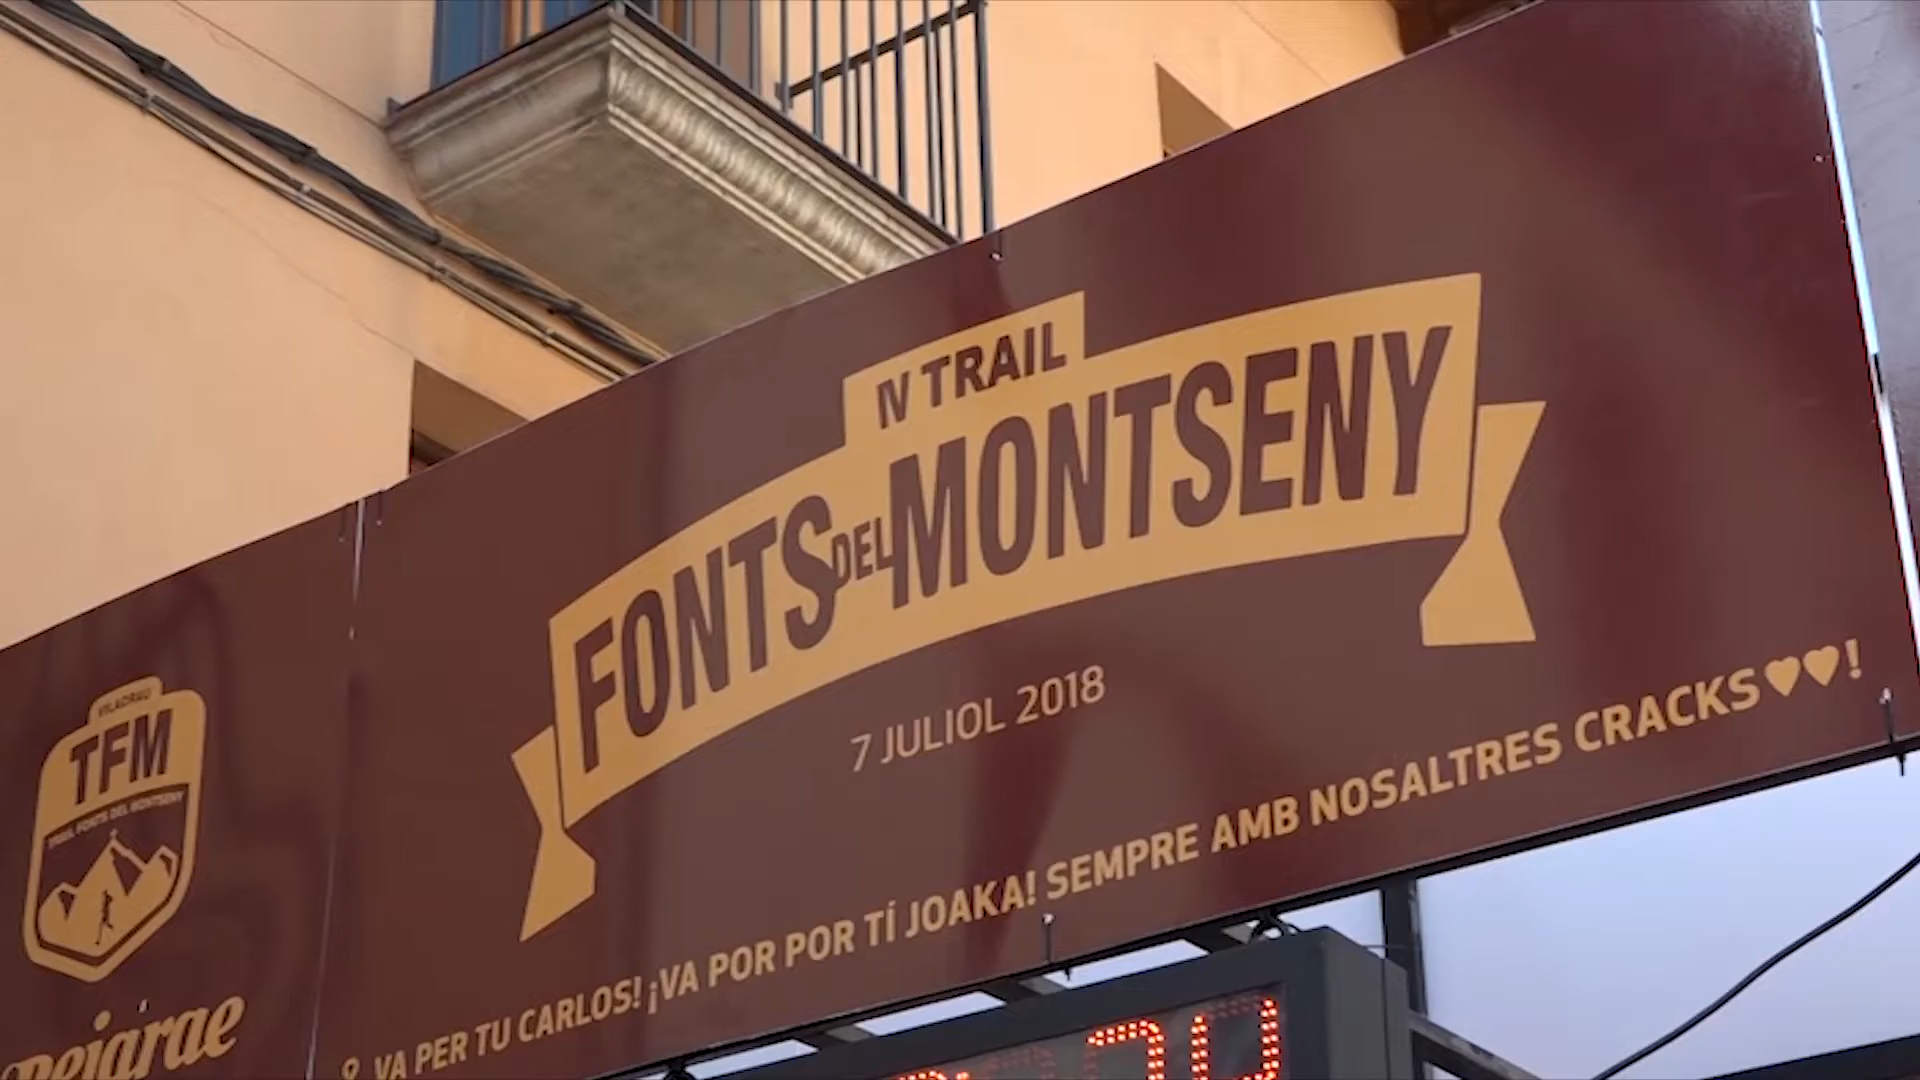 IV TRAIL
FONTS DEL MONTSENY
7 JULIOL 2018
VA PER TU CARLOS! ¡VA POR POR TÍ JOAKA! SEMPRE AMB NOSALTRES CRACKS♥♥!
VILADRAU
TFM
TRAIL FONTS DEL MONTSENY